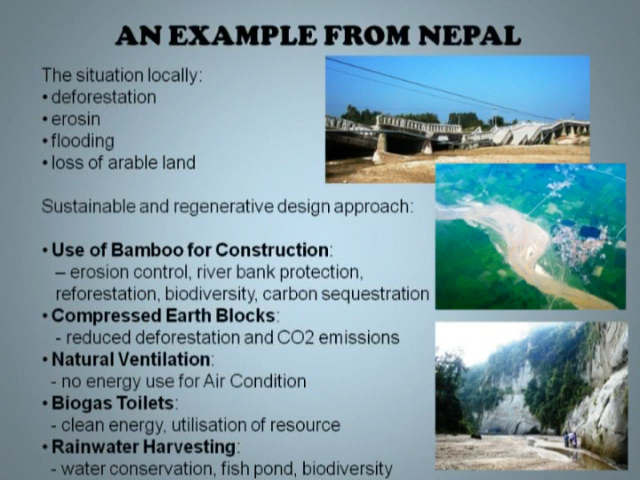 AN EXAMPLE FROM NEPAL
The situation locally:
• deforestation
• erosin
• flooding
• loss of arable land
Sustainable and regenerative design approach:
• Use of Bamboo for Construction:
– erosion control, river bank protection,
reforestation, biodiversity, carbon sequestration
• Compressed Earth Blocks:
- reduced deforestation and CO2 emissions
• Natural Ventilation:
- no energy use for Air Condition
• Biogas Toilets:
- clean energy, utilisation of resource
• Rainwater Harvesting:
- water conservation, fish pond, biodiversity